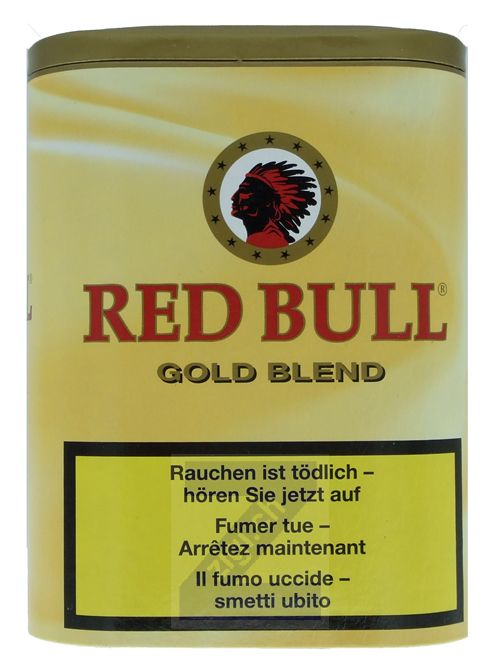 RED BULL®
GOLD BLEND
Rauchen ist tödlich –
hören Sie jetzt auf
Fumer tue –
Arrêtez maintenant
Il fumo uccide –
smetti ubito